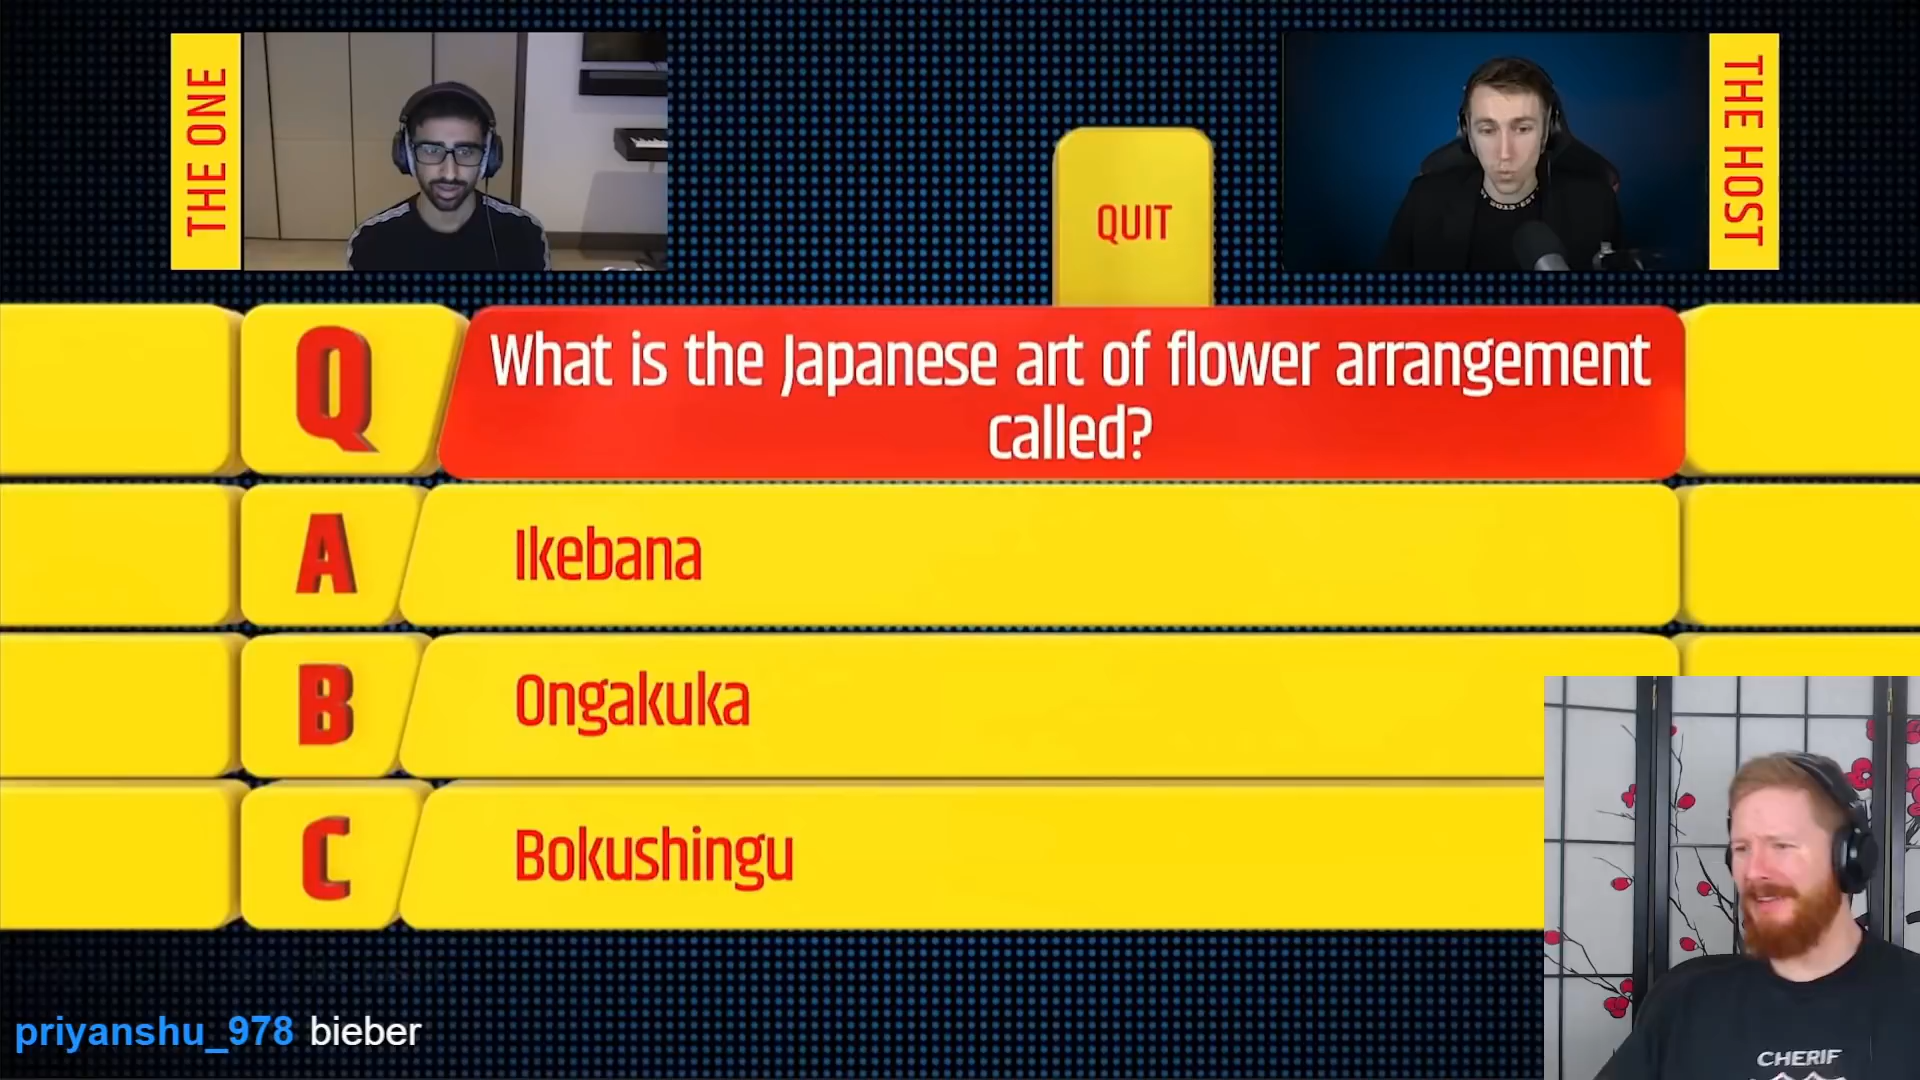 THE ONE
THE HOST
QUIT
Q
What is the Japanese art of flower arrangement
called?
A
Ikebana
B
Ongakuka
C
Bokushingu
priyanshu_978 bieber
CHERIF